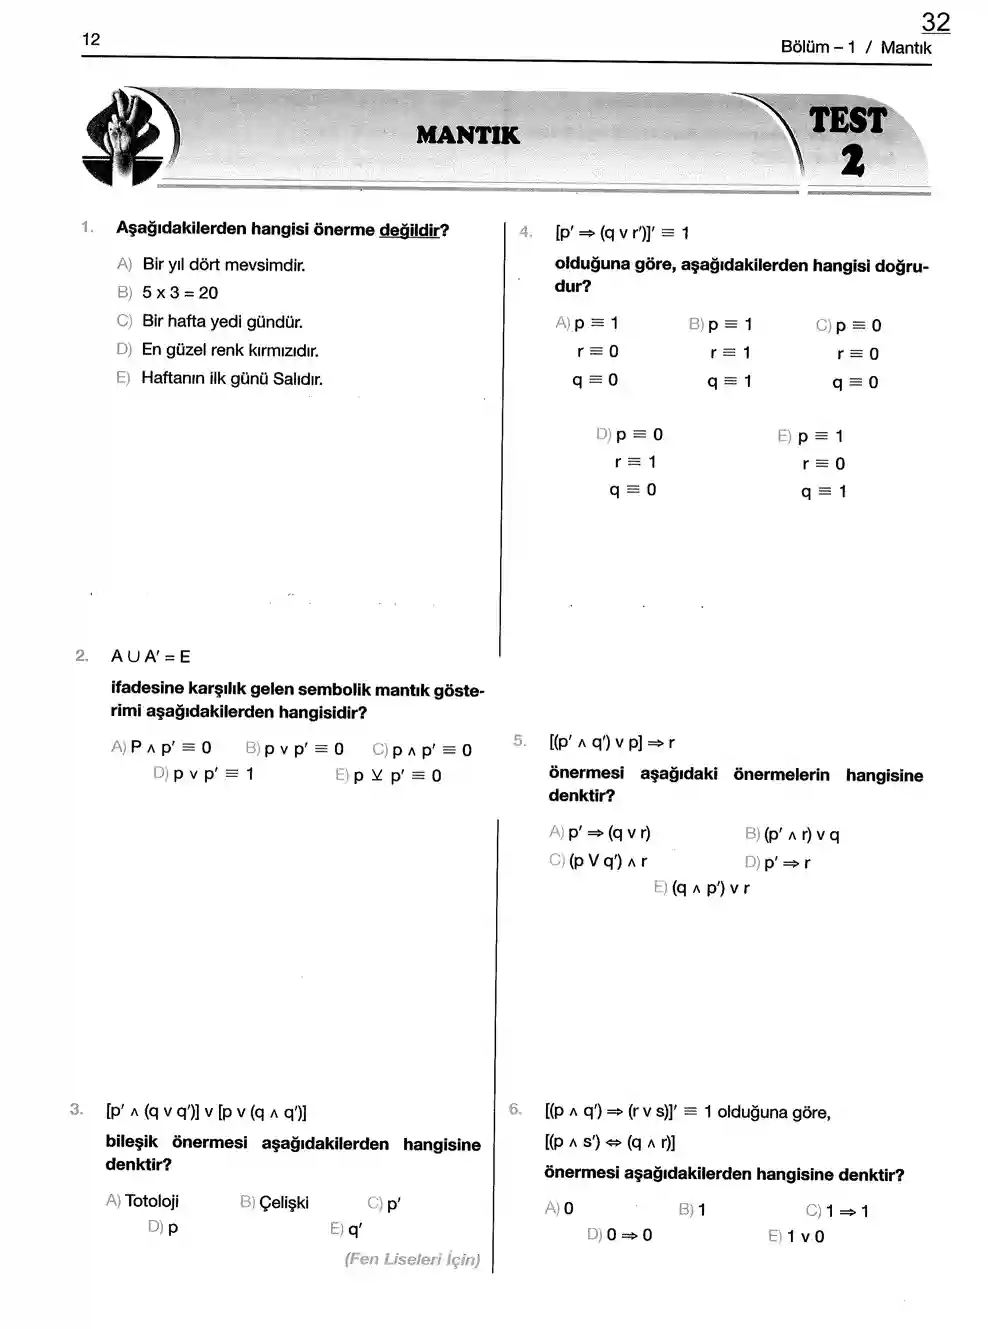 32
12
Bölüm – 1 / Mantık
MANTIK
TEST
2
1. Aşağıdakilerden hangisi önerme değildir?
A) Bir yıl dört mevsimdir.
B) 5 x 3 = 20
C) Bir hafta yedi gündür.
D) En güzel renk kırmızıdır.
E) Haftanın ilk günü Salıdır.
2. A ∪ A′ = E
ifadesine karşılık gelen sembolik mantık göste-
rimi aşağıdakilerden hangisidir?
A) P ∧ p′ ≡ 0 B) p ∨ p′ ≡ 0 C) p ∧ p′ ≡ 0
D) p ∨ p′ ≡ 1 E) p ⊻ p′ ≡ 0
3. [p′ ∧ (q ∨ q′)] ∨ [p ∨ (q ∧ q′)]
bileşik önermesi aşağıdakilerden hangisine
denktir?
A) Totoloji B) Çelişki C) p′
D) p E) q′
(Fen Liseleri İçin)
4. [p′ ⇒ (q ∨ r′)]′ ≡ 1
olduğuna göre, aşağıdakilerden hangisi doğru-
dur?
A) p ≡ 1 B) p ≡ 1 C) p ≡ 0
r ≡ 0 r ≡ 1 r ≡ 0
q ≡ 0 q ≡ 1 q ≡ 0
D) p ≡ 0 E) p ≡ 1
r ≡ 1 r ≡ 0
q ≡ 0 q ≡ 1
5. [(p′ ∧ q′) ∨ p] ⇒ r
önermesi aşağıdaki önermelerin hangisine
denktir?
A) p′ ⇒ (q ∨ r) B) (p′ ∧ r) ∨ q
C) (p V q′) ∧ r D) p′ ⇒ r
E) (q ∧ p′) ∨ r
6. [(p ∧ q′) ⇒ (r ∨ s)]′ ≡ 1 olduğuna göre,
[(p ∧ s′) ⇔ (q ∧ r)]
önermesi aşağıdakilerden hangisine denktir?
A) 0 B) 1 C) 1 ⇒ 1
D) 0 ⇒ 0 E) 1 ∨ 0